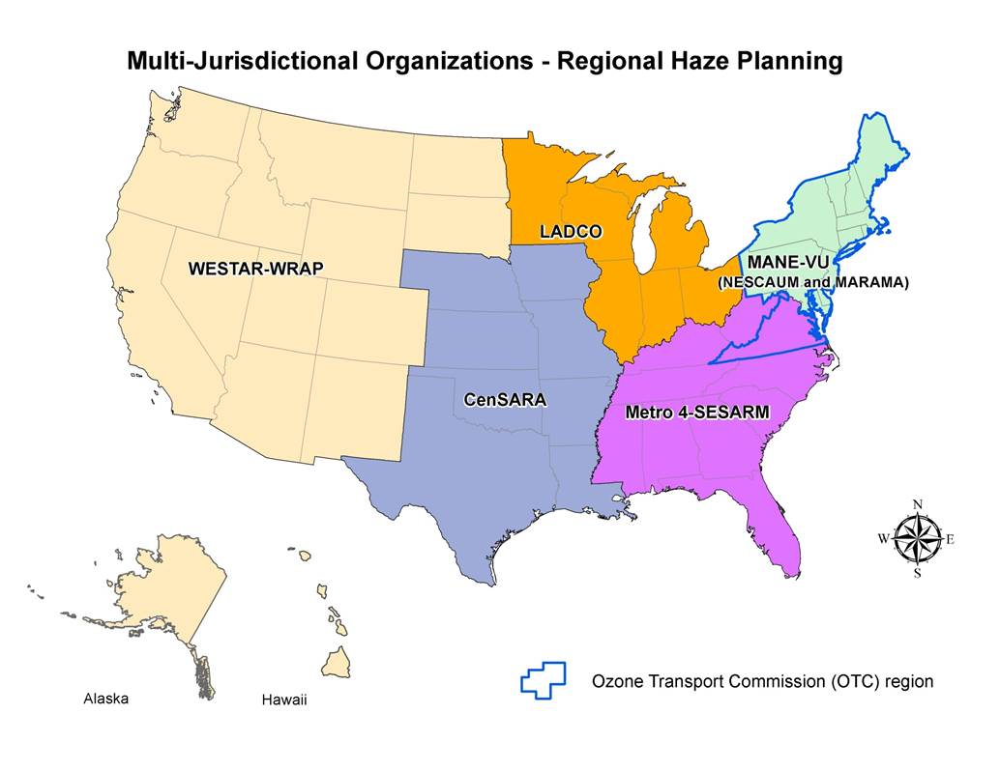 Multi-Jurisdictional Organizations - Regional Haze Planning
LADCO
WESTAR-WRAP
MANE-VU
(NESCAUM and MARAMA)
CenSARA
Metro 4-SESARM
N
W
E
S
Alaska
Hawaii
Ozone Transport Commission (OTC) region